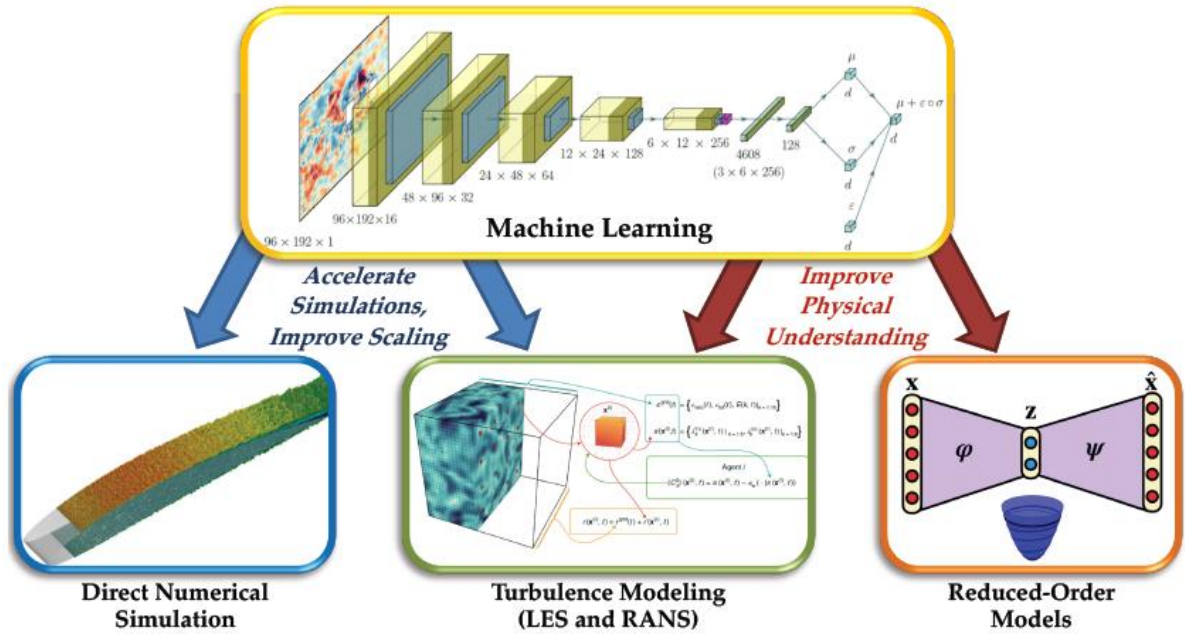 μ
d
μ + ε ∘ σ
d
σ
d
ε
d
4608
(3 × 6 × 256)
128
6 × 12 × 256
12 × 24 × 128
24 × 48 × 64
48 × 96 × 32
96×192×16
96 × 192 × 1
Machine Learning
Accelerate
Simulations,
Improve Scaling
Improve
Physical
Understanding
Agent i
x
z
x̂
φ
ψ
Direct Numerical
Simulation
Turbulence Modeling
(LES and RANS)
Reduced-Order
Models